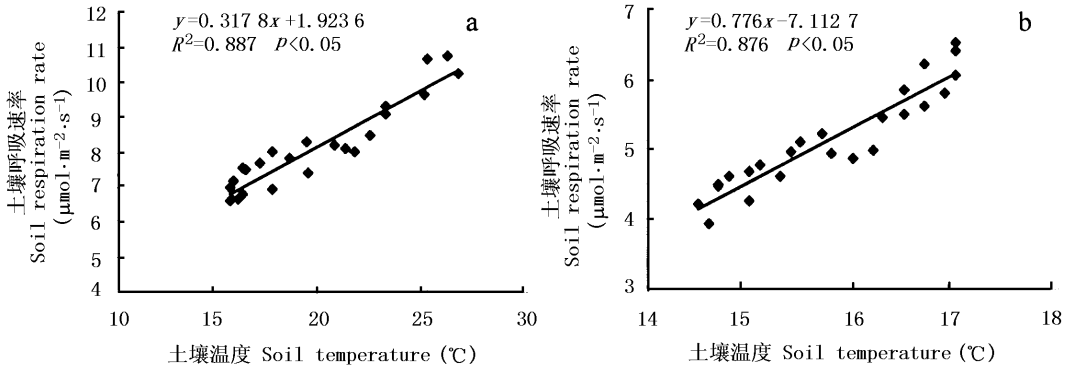 y=0.317 8x+1.923 6
R²=0.887 p<0.05
a
12
11
10
9
8
7
6
5
4
10
15
20
25
30
土壤呼吸速率
Soil respiration rate
(μmol·m⁻²·s⁻¹)
土壤温度 Soil temperature (℃)
y=0.776x−7.112 7
R²=0.876 p<0.05
b
7
6
5
4
3
14
15
16
17
18
土壤呼吸速率
Soil respiration rate
(μmol·m⁻²·s⁻¹)
土壤温度 Soil temperature (℃)